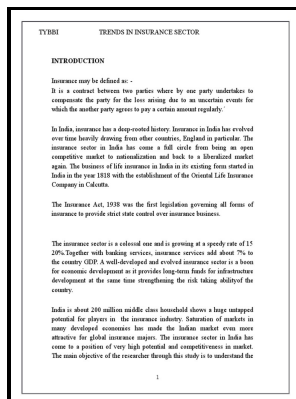 TYBBI TRENDS IN INSURANCE SECTOR
INTRODUCTION
Insurance may be defined as: -
It is a contract between two parties where by one party undertakes to
compensate the party for the loss arising due to an uncertain events for
which the another party agrees to pay a certain amount regularly.`
In India, insurance has a deep-rooted history. Insurance in India has evolved
over time heavily drawing from other countries, England in particular. The
insurance sector in India has come a full circle from being an open
competitive market to nationalization and back to a liberalized market
again. The business of life insurance in India in its existing form started in
India in the year 1818 with the establishment of the Oriental Life Insurance
Company in Calcutta.
The Insurance Act, 1938 was the first legislation governing all forms of
insurance to provide strict state control over insurance business.
The insurance sector is a colossal one and is growing at a speedy rate of 15
20%.Together with banking services, insurance services add about 7% to
the country GDP. A well-developed and evolved insurance sector is a boon
for economic development as it provides long-term funds for infrastructure
development at the same time strengthening the risk taking abilityof the
country.
India is about 200 million middle class household shows a huge untapped
potential for players in the insurance industry. Saturation of markets in
many developed economies has made the Indian market even more
attractive for global insurance majors. The insurance sector in India has
come to a position of very high potential and competitiveness in market.
The main objective of the researcher through this study is to understand the
1